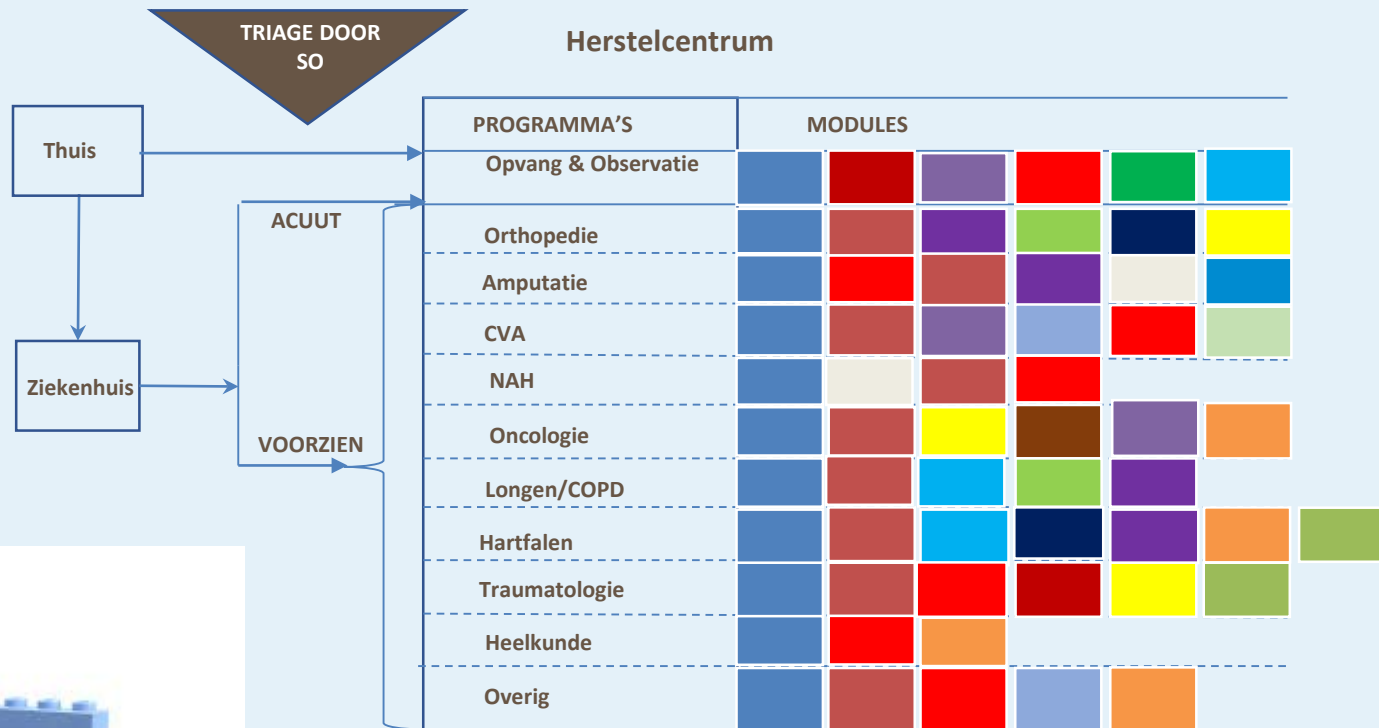 TRIAGE DOOR
SO
Herstelcentrum
PROGRAMMA'S
MODULES
Thuis
Opvang & Observatie
ACUUT
Orthopedie
Amputatie
CVA
Ziekenhuis
NAH
VOORZIEN
Oncologie
Longen/COPD
Hartfalen
Traumatologie
Heelkunde
Overig